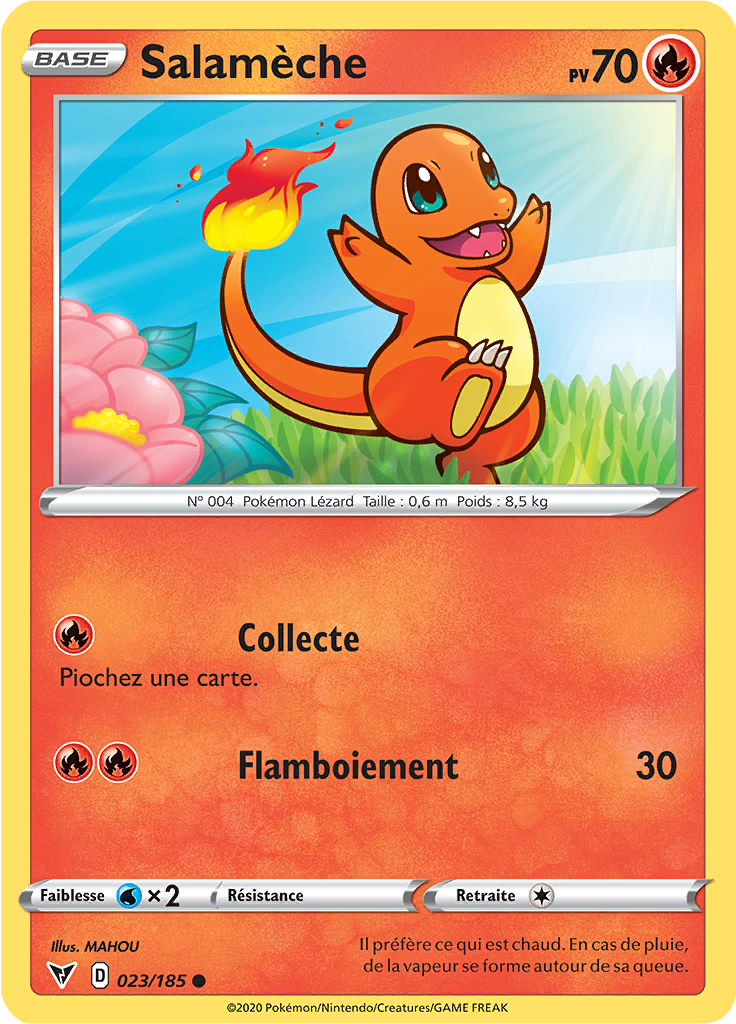 BASE Salamèche PV70
N° 004 Pokémon Lézard Taille : 0,6 m Poids : 8,5 kg
Collecte
Piochez une carte.
Flamboiement 30
Faiblesse ×2 Résistance Retraite
Illus. MAHOU
Il préfère ce qui est chaud. En cas de pluie,
de la vapeur se forme autour de sa queue.
D 023/185
©2020 Pokémon/Nintendo/Creatures/GAME FREAK